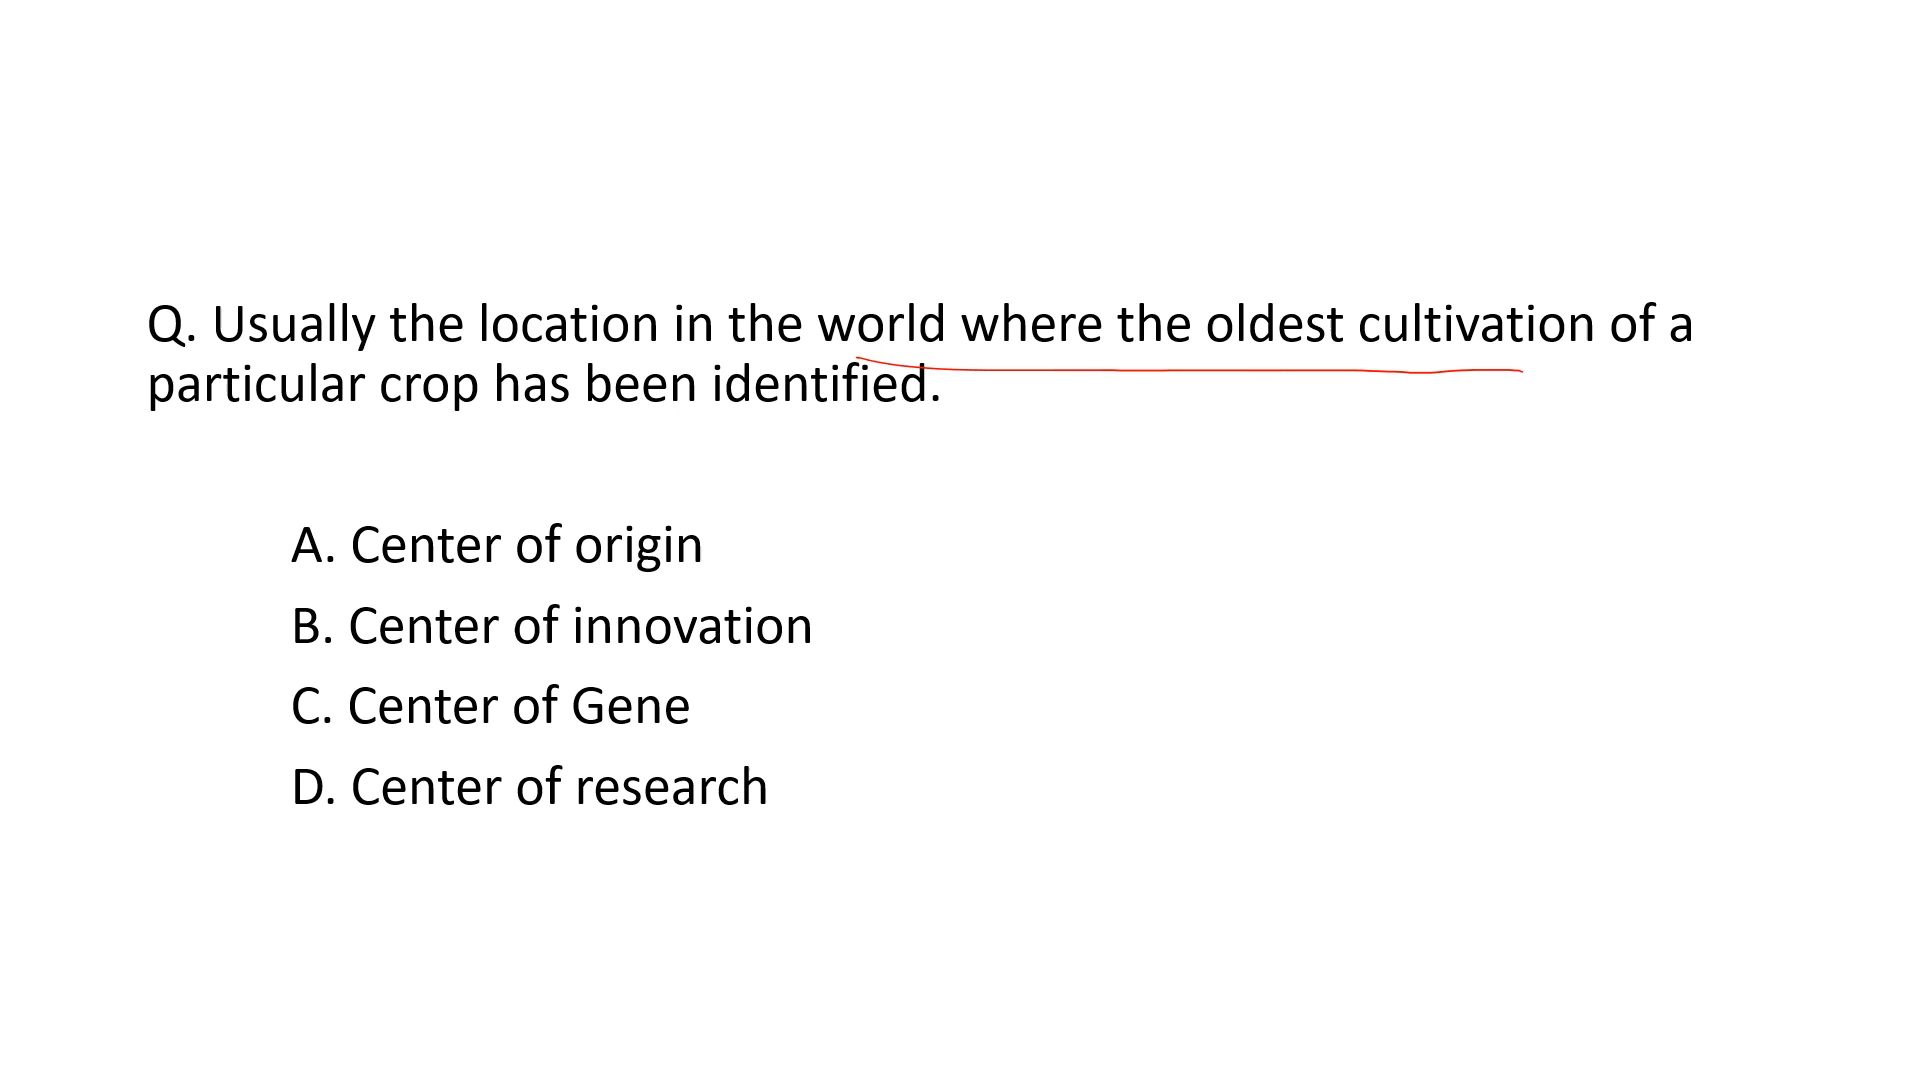 Q. Usually the location in the world where the oldest cultivation of a
particular crop has been identified.
A. Center of origin
B. Center of innovation
C. Center of Gene
D. Center of research